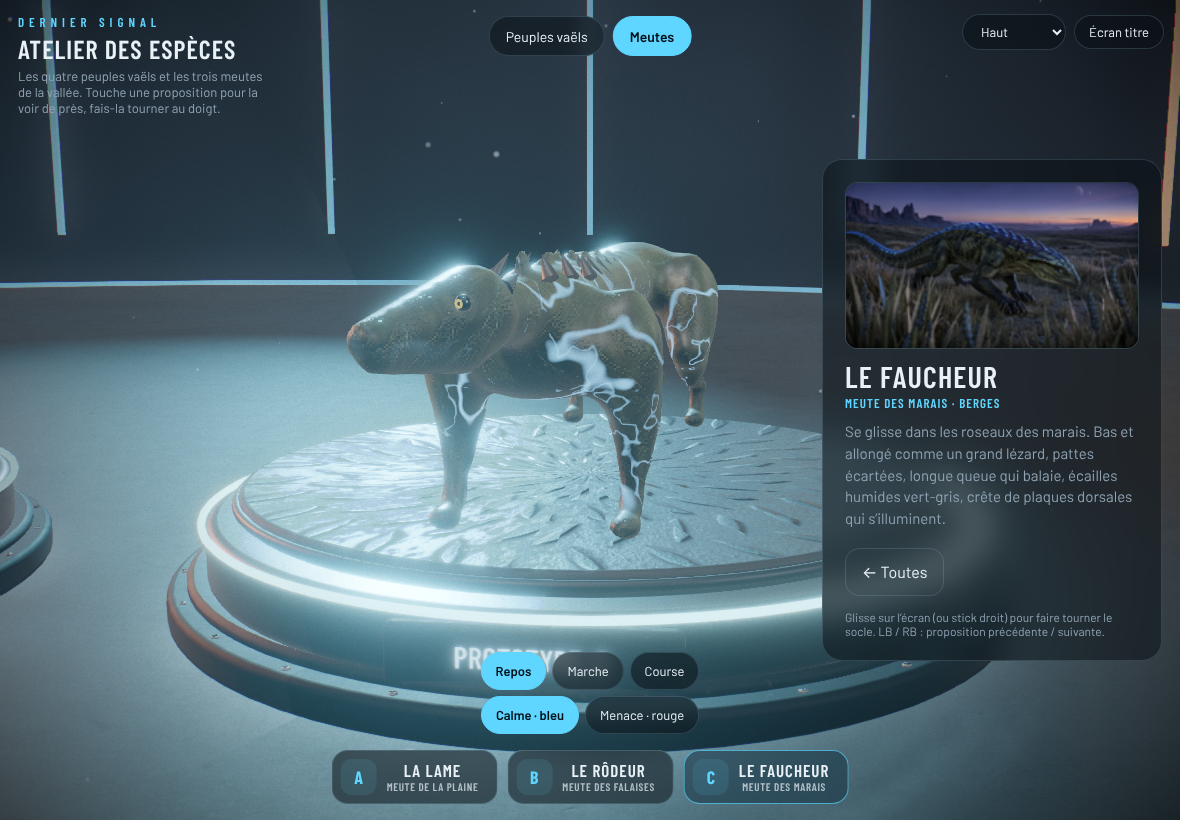 DERNIER SIGNAL
ATELIER DES ESPÈCES
Les quatre peuples vaëls et les trois meutes
de la vallée. Touche une proposition pour la
voir de près, fais-la tourner au doigt.
Peuples vaëls
Meutes
Haut
Écran titre
LE FAUCHEUR
MEUTE DES MARAIS · BERGES
Se glisse dans les roseaux des marais. Bas et
allongé comme un grand lézard, pattes
écartées, longue queue qui balaie, écailles
humides vert-gris, crête de plaques dorsales
qui s'illuminent.
← Toutes
Glisse sur l'écran (ou stick droit) pour faire tourner le
socle. LB / RB : proposition précédente / suivante.
Repos
Marche
Course
Calme · bleu
Menace · rouge
A
LA LAME
MEUTE DE LA PLAINE
B
LE RÔDEUR
MEUTE DES FALAISES
C
LE FAUCHEUR
MEUTE DES MARAIS